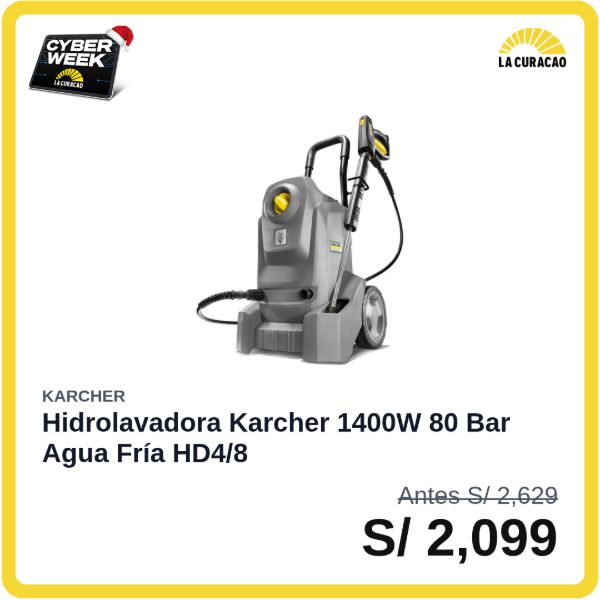 CYBER
WEEK
LA CURACAO
LA CURACAO
KARCHER
Hidrolavadora Karcher 1400W 80 Bar
Agua Fría HD4/8
Antes S/ 2,629
S/ 2,099